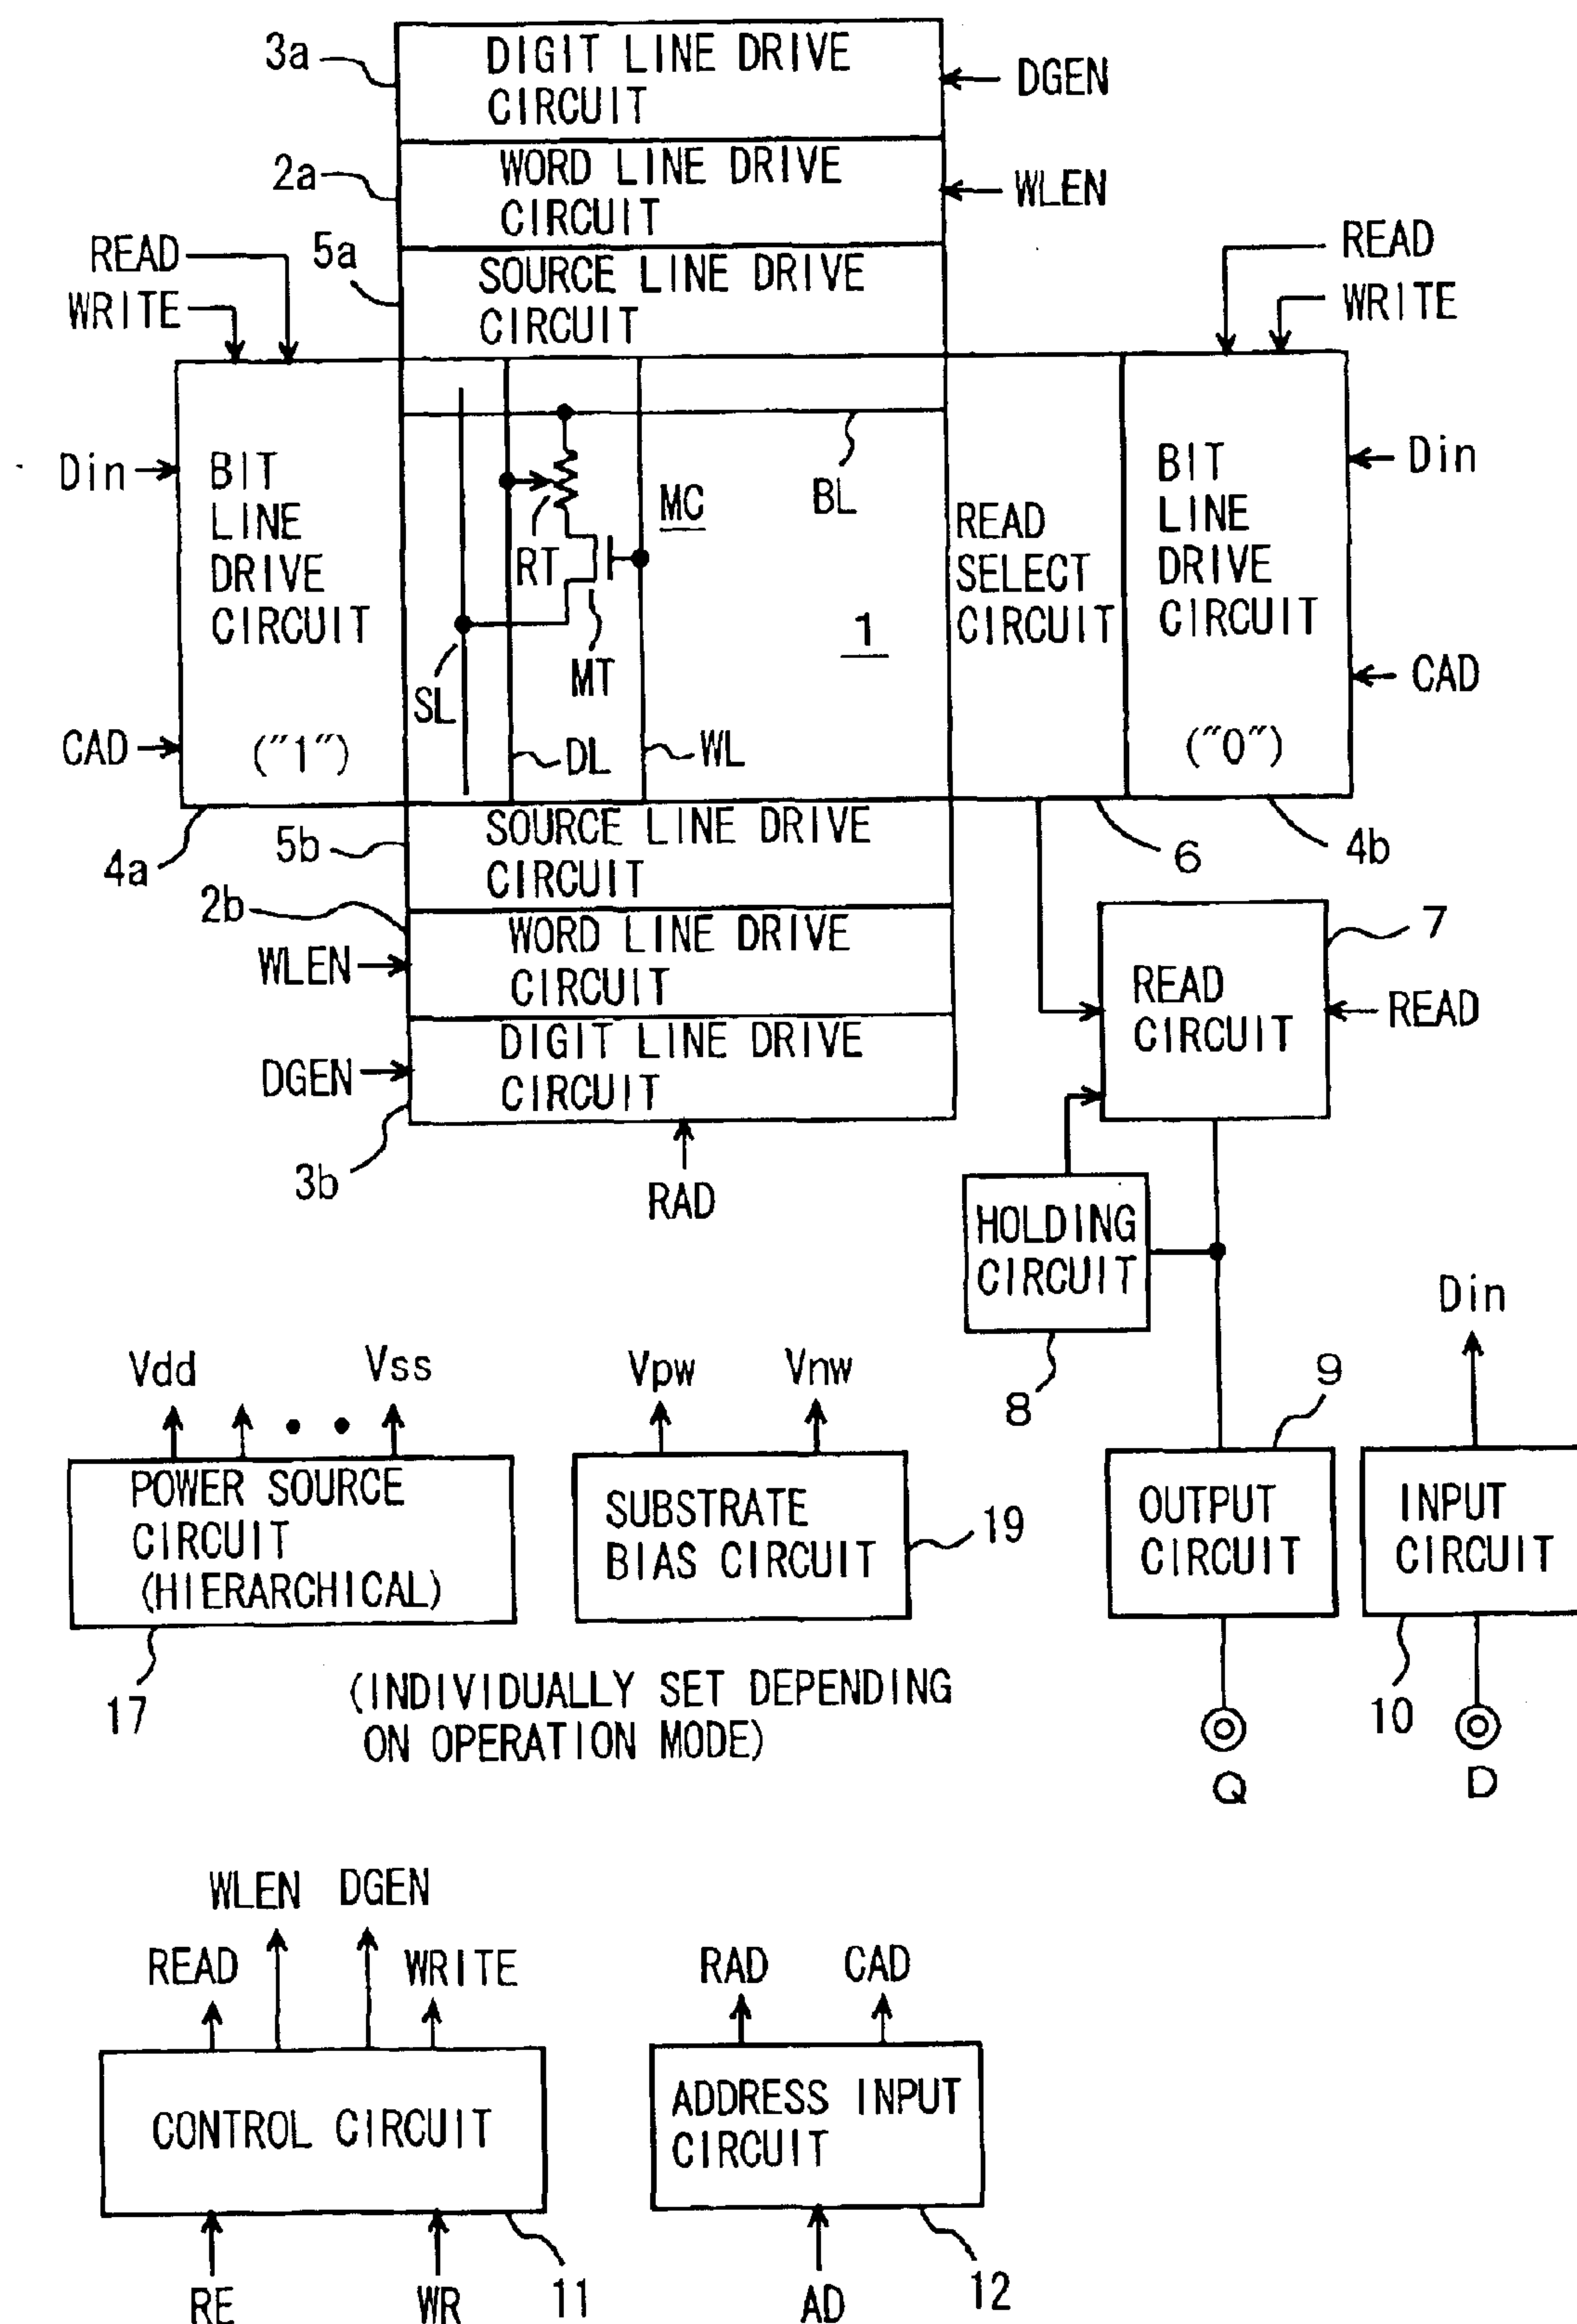 3a
DIGIT LINE DRIVE
CIRCUIT
DGEN
2a
WORD LINE DRIVE
CIRCUIT
WLEN
READ
WRITE
5a
SOURCE LINE DRIVE
CIRCUIT
READ
WRITE
Din
BIT
LINE
DRIVE
CIRCUIT
("1")
CAD
4a
RT
MC
BL
MT
SL
DL
WL
1
READ
SELECT
CIRCUIT
BIT
LINE
DRIVE
CIRCUIT
("0")
Din
CAD
6
4b
5b
SOURCE LINE DRIVE
CIRCUIT
2b
WORD LINE DRIVE
CIRCUIT
WLEN
DIGIT LINE DRIVE
CIRCUIT
DGEN
3b
RAD
7
READ
CIRCUIT
READ
HOLDING
CIRCUIT
8
Din
9
Vdd
Vss
Vpw
Vnw
POWER SOURCE
CIRCUIT
(HIERARCHICAL)
17
SUBSTRATE
BIAS CIRCUIT
19
OUTPUT
CIRCUIT
INPUT
CIRCUIT
10
(INDIVIDUALLY SET DEPENDING
ON OPERATION MODE)
Q
D
WLEN
DGEN
READ
WRITE
RAD
CAD
CONTROL CIRCUIT
ADDRESS INPUT
CIRCUIT
RE
WR
11
AD
12